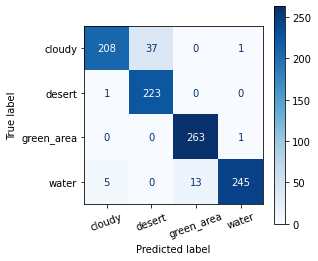 cloudy 208 37 0 1
desert 1 223 0 0
green_area 0 0 263 1
water 5 0 13 245
cloudy desert green_area water
Predicted label
True label
250
200
150
100
50
0